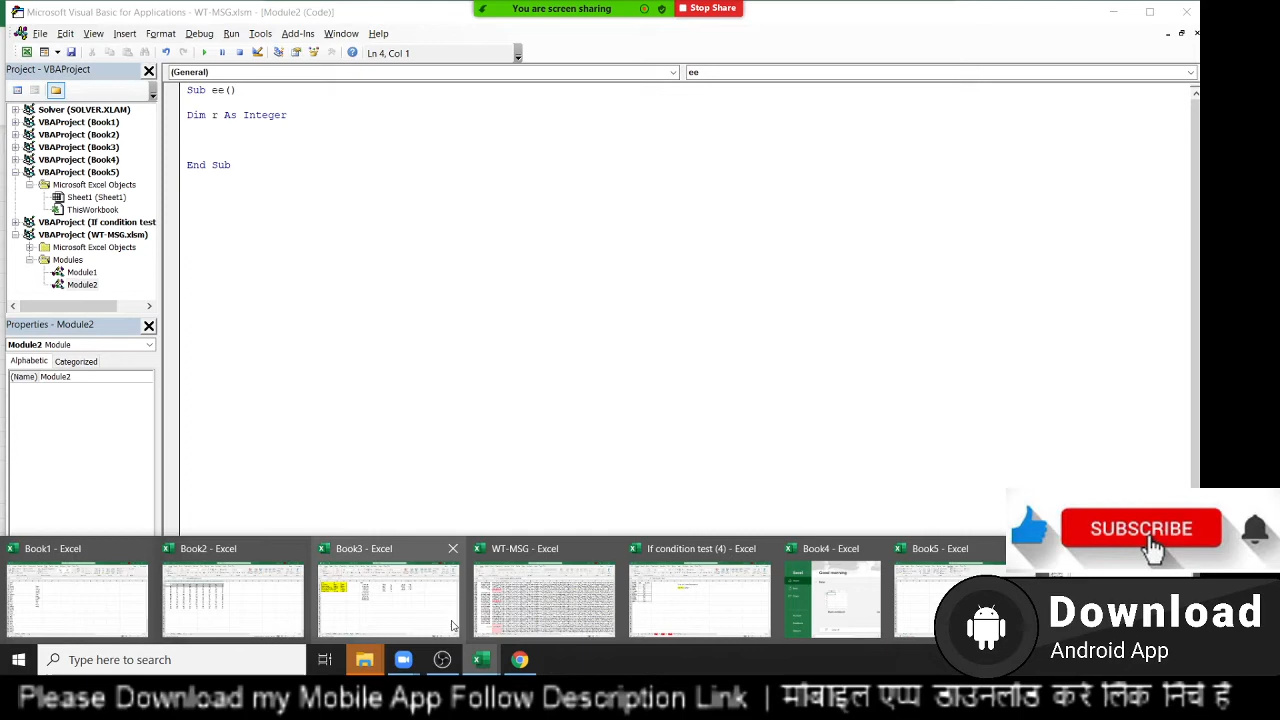 Microsoft Visual Basic for Applications - WT-MSG.xlsm - [Module2 (Code)]
You are screen sharing
Stop Share
File Edit View Insert Format Debug Run Tools Add-Ins Window Help
Ln 4, Col 1
Project - VBAProject
(General)
ee
Solver (SOLVER.XLAM)
VBAProject (Book1)
VBAProject (Book2)
VBAProject (Book3)
VBAProject (Book4)
VBAProject (Book5)
Microsoft Excel Objects
Sheet1 (Sheet1)
ThisWorkbook
VBAProject (If condition test
VBAProject (WT-MSG.xlsm)
Microsoft Excel Objects
Modules
Module1
Module2
Sub ee()
Dim r As Integer
End Sub
Properties - Module2
Module2 Module
Alphabetic Categorized
(Name) Module2
Book1 - Excel
Book2 - Excel
Book3 - Excel
WT-MSG - Excel
If condition test (4) - Excel
Book4 - Excel
Book5 - Excel
SUBSCRIBE
Download
Android App
Type here to search
Please Download my Mobile App Follow Description Link | मोबाइल एप्प डाउनलोड करे लिंक निचे है